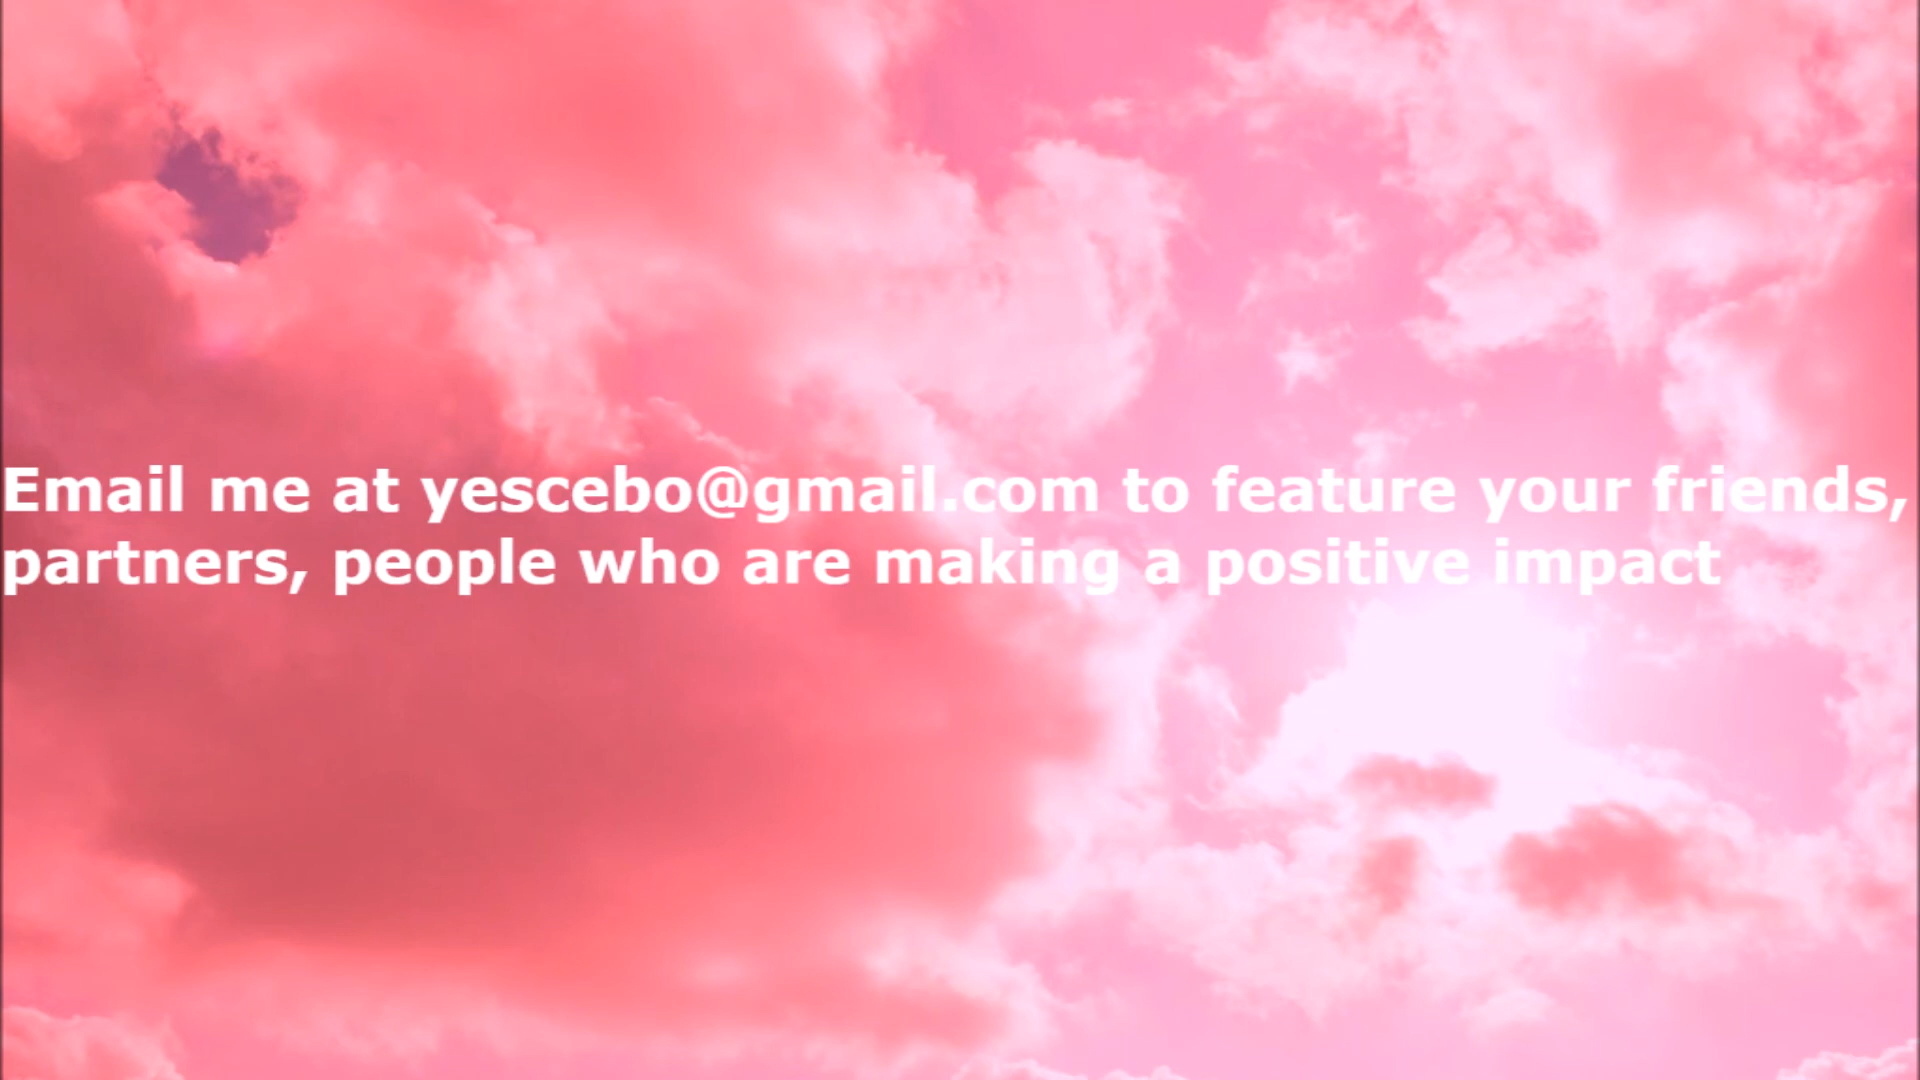 Email me at yescebo@gmail.com to feature your friends,
partners, people who are making a positive impact